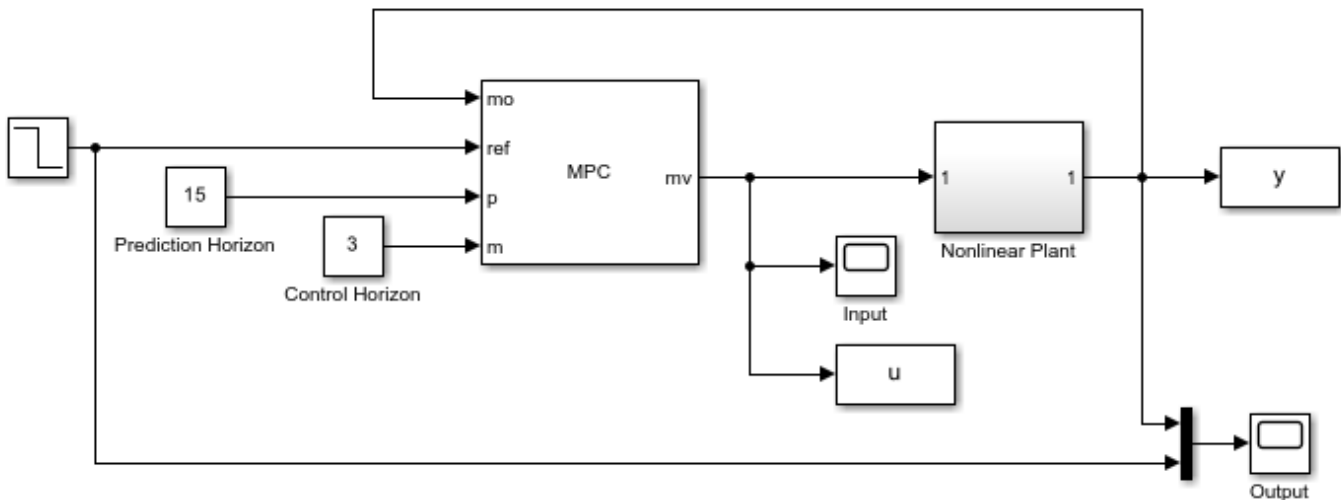 mo
ref
MPC
mv
p
m
15
Prediction Horizon
3
Control Horizon
1
1
Nonlinear Plant
y
Input
u
Output